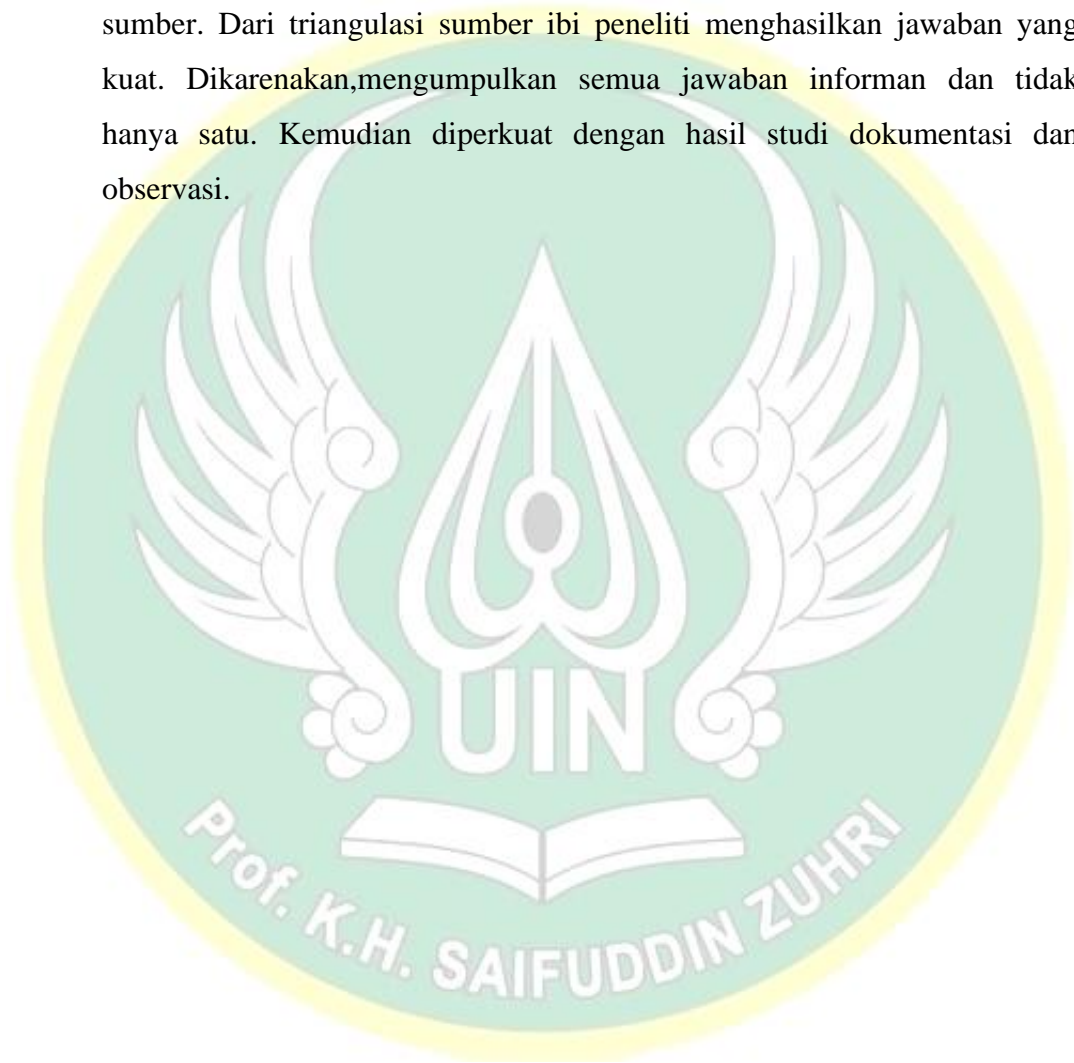 sumber. Dari triangulasi sumber ibi peneliti menghasilkan jawaban yang
kuat. Dikarenakan,mengumpulkan semua jawaban informan dan tidak
hanya satu. Kemudian diperkuat dengan hasil studi dokumentasi dan
observasi.
UIN
Prof. K.H. SAIFUDDIN ZUHRI